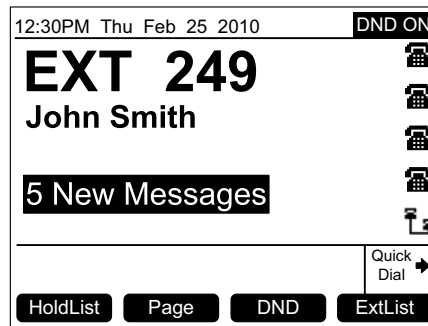 12:30PM Thu Feb 25 2010 DND ON
EXT 249
John Smith
5 New Messages
Quick
Dial
HoldList Page DND ExtList